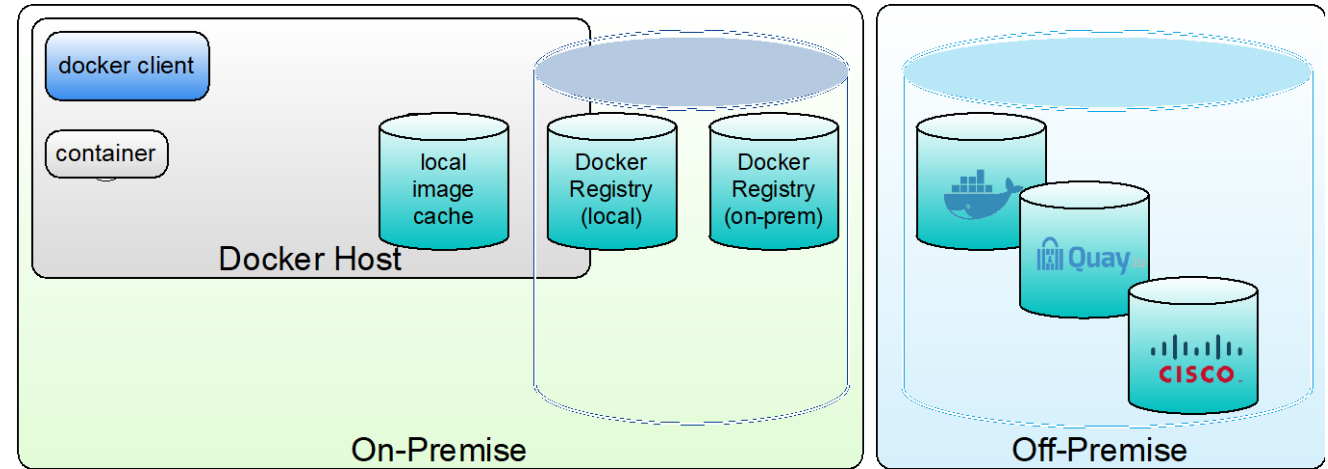 docker client
container
local
image
cache
Docker
Registry
(local)
Docker
Registry
(on-prem)
Docker Host
On-Premise
Quay.io
CISCO
Off-Premise